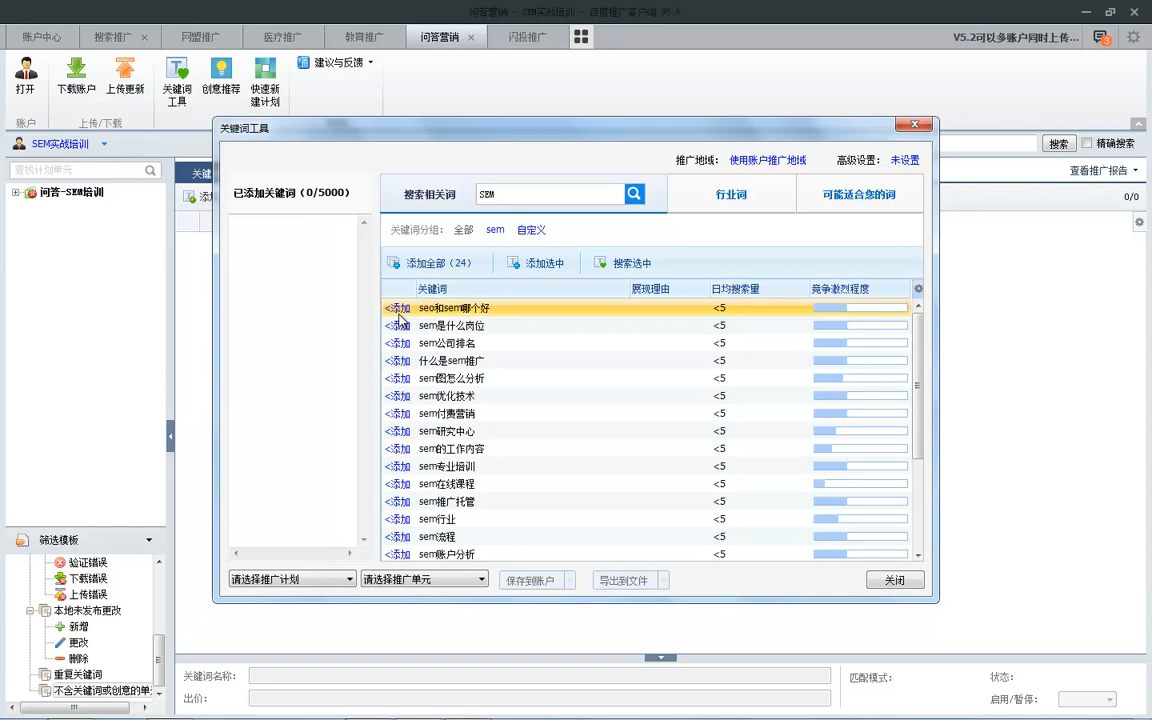 问答营销 - SEM实战培训 - 百度推广客户端 V5.6
账户中心
搜索推广
网盟推广
医疗推广
教育推广
问答营销
闪投推广
V5.2可以多账户同时上传...
3
打开
下载账户
上传更新
关键词
工具
创意推荐
快速新
建计划
建议与反馈
账户
上传/下载
SEM实战培训
搜索
精确搜索
查找计划单元
查看推广报告
问答-SEM培训
0/0
关键词工具
推广地域:
使用账户推广地域
高级设置:
未设置
已添加关键词 (0/5000)
搜索相关词
SEM
行业词
可能适合您的词
关键词分组:
全部
sem
自定义
添加全部 (24)
添加选中
搜索选中
关键词
展现理由
日均搜索量
竞争激烈程度
<添加 seo和sem哪个好 <5
<添加 sem是什么岗位 <5
<添加 sem公司排名 <5
<添加 什么是sem推广 <5
<添加 sem图怎么分析 <5
<添加 sem优化技术 <5
<添加 sem付费营销 <5
<添加 sem研究中心 <5
<添加 sem的工作内容 <5
<添加 sem专业培训 <5
<添加 sem在线课程 <5
<添加 sem推广托管 <5
<添加 sem行业 <5
<添加 sem流程 <5
<添加 sem账户分析 <5
请选择推广计划
请选择推广单元
保存到账户
导出到文件
关闭
筛选模板
验证错误
下载错误
上传错误
本地未发布更改
新增
更改
删除
重复关键词
不含关键词或创意的单
关键词名称:
出价:
匹配模式:
状态:
启用/暂停: